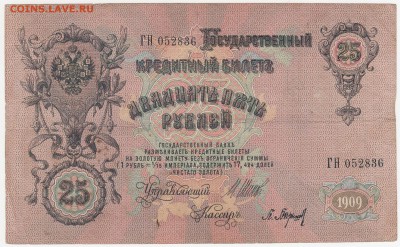 coins.lave.ru
ГН 052836 Государственный 25
Кредитный Билетъ
Двадцать пять
рублей
Государственный Банкъ
размѣниваетъ кредитные билеты
на золотую монету безъ ограниченія суммы
(1 рубль = 1/15 имперіала, содержитъ 17,424 долей
чистаго золота)
ГН 052836
Управляющій
25
Кассиръ
1909